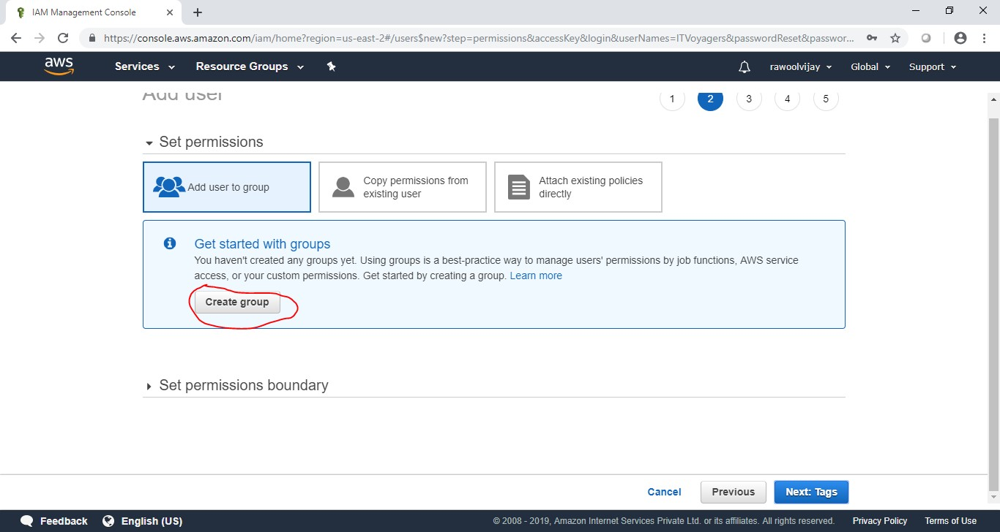 IAM Management Console
https://console.aws.amazon.com/iam/home?region=us-east-2#/users$new?step=permissions&accessKey&login&userNames=ITVoyagers&passwordReset&passwor...
aws
Services
Resource Groups
rawoolvijay
Global
Support
Add user
1
2
3
4
5
Set permissions
Add user to group
Copy permissions from
existing user
Attach existing policies
directly
Get started with groups
You haven't created any groups yet. Using groups is a best-practice way to manage users' permissions by job functions, AWS service
access, or your custom permissions. Get started by creating a group. Learn more
Create group
Set permissions boundary
Cancel
Previous
Next: Tags
Feedback
English (US)
© 2008 - 2019, Amazon Internet Services Private Ltd. or its affiliates. All rights reserved.
Privacy Policy
Terms of Use